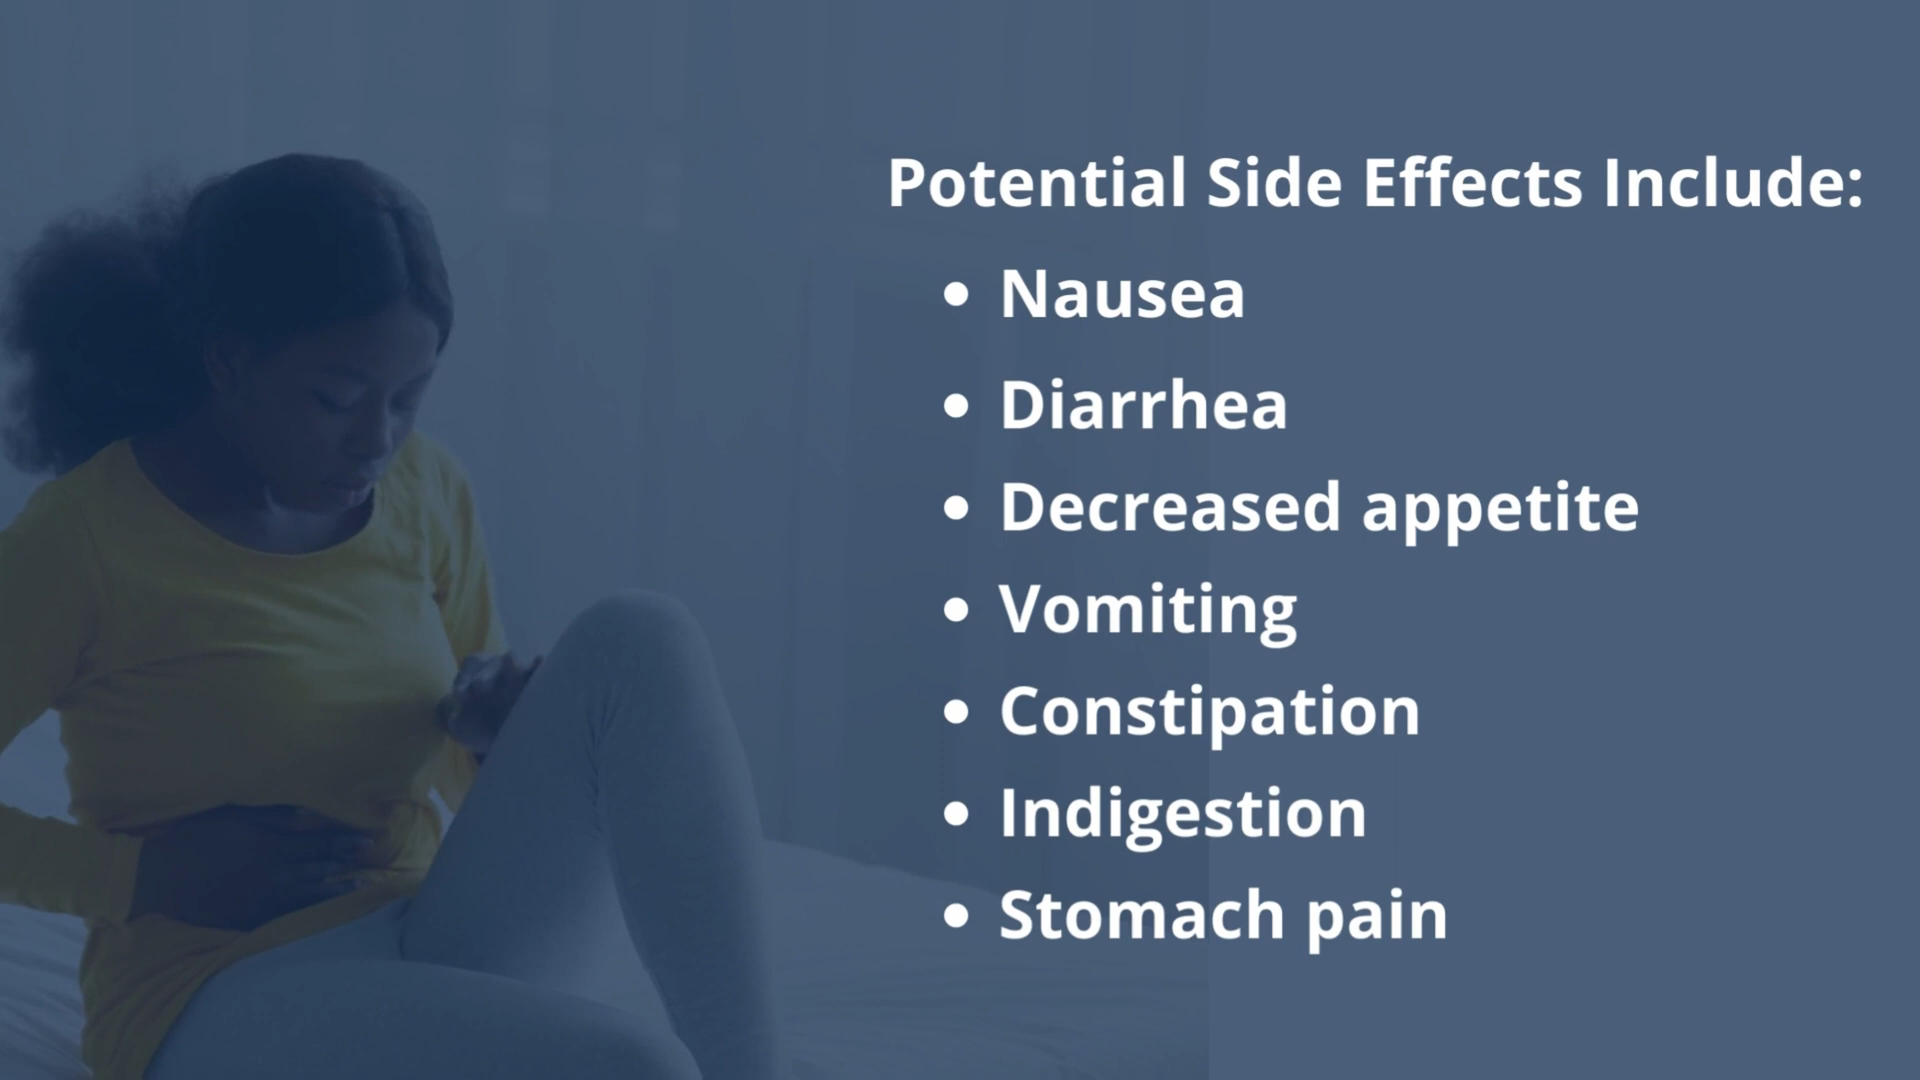 Potential Side Effects Include:
• Nausea
• Diarrhea
• Decreased appetite
• Vomiting
• Constipation
• Indigestion
• Stomach pain